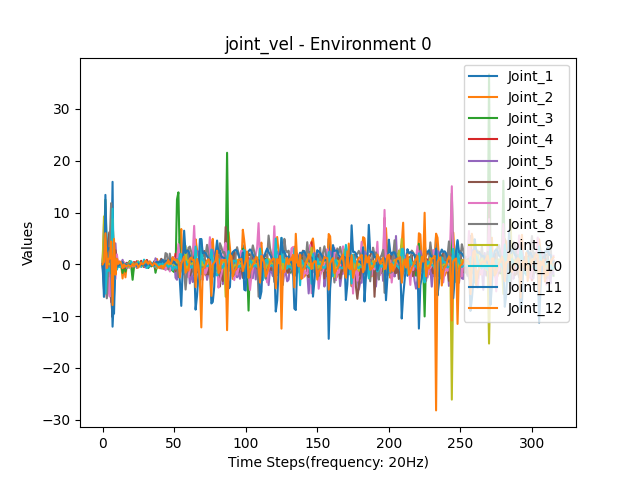 joint_vel - Environment 0
Values
30
20
10
0
−10
−20
−30
0
50
100
150
200
250
300
Time Steps(frequency: 20Hz)
Joint_1
Joint_2
Joint_3
Joint_4
Joint_5
Joint_6
Joint_7
Joint_8
Joint_9
Joint_10
Joint_11
Joint_12